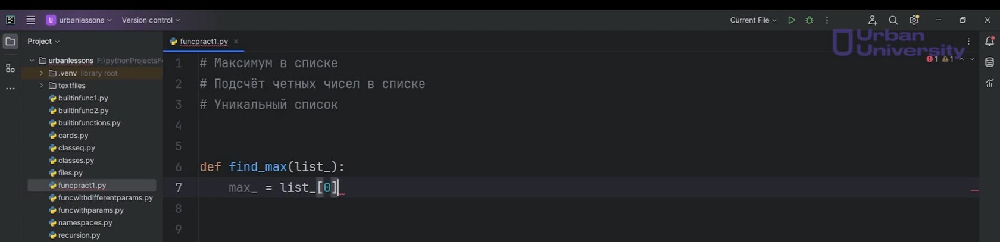 PC
U urbanlessons
Version control
Current File
Urban
University
Project
funcpract1.py
urbanlessons F:\pythonProjectsF
.venv library root
textfiles
builtinfunc1.py
builtinfunc2.py
builtinfunctions.py
cards.py
classeq.py
classes.py
files.py
funcpract1.py
funcwithdifferentparams.py
funcwithparams.py
namespaces.py
recursion.py
1 1
1 # Максимум в списке
2 # Подсчёт четных чисел в списке
3 # Уникальный список
4
5
6 def find_max(list_):
7 max_ = list_[0]
8
9